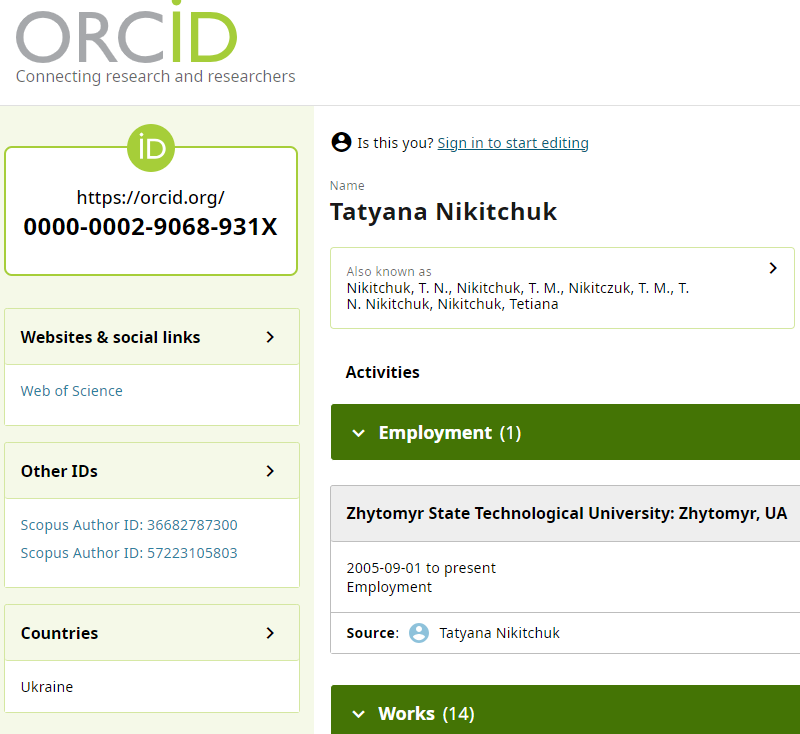 ORCiD
Connecting research and researchers
iD
https://orcid.org/
0000-0002-9068-931X
Websites & social links
Web of Science
Other IDs
Scopus Author ID: 36682787300
Scopus Author ID: 57223105803
Countries
Ukraine
Is this you? Sign in to start editing
Name
Tatyana Nikitchuk
Also known as
Nikitchuk, T. N., Nikitchuk, T. M., Nikitczuk, T. M., T.
N. Nikitchuk, Nikitchuk, Tetiana
Activities
Employment (1)
Zhytomyr State Technological University: Zhytomyr, UA
2005-09-01 to present
Employment
Source: Tatyana Nikitchuk
Works (14)